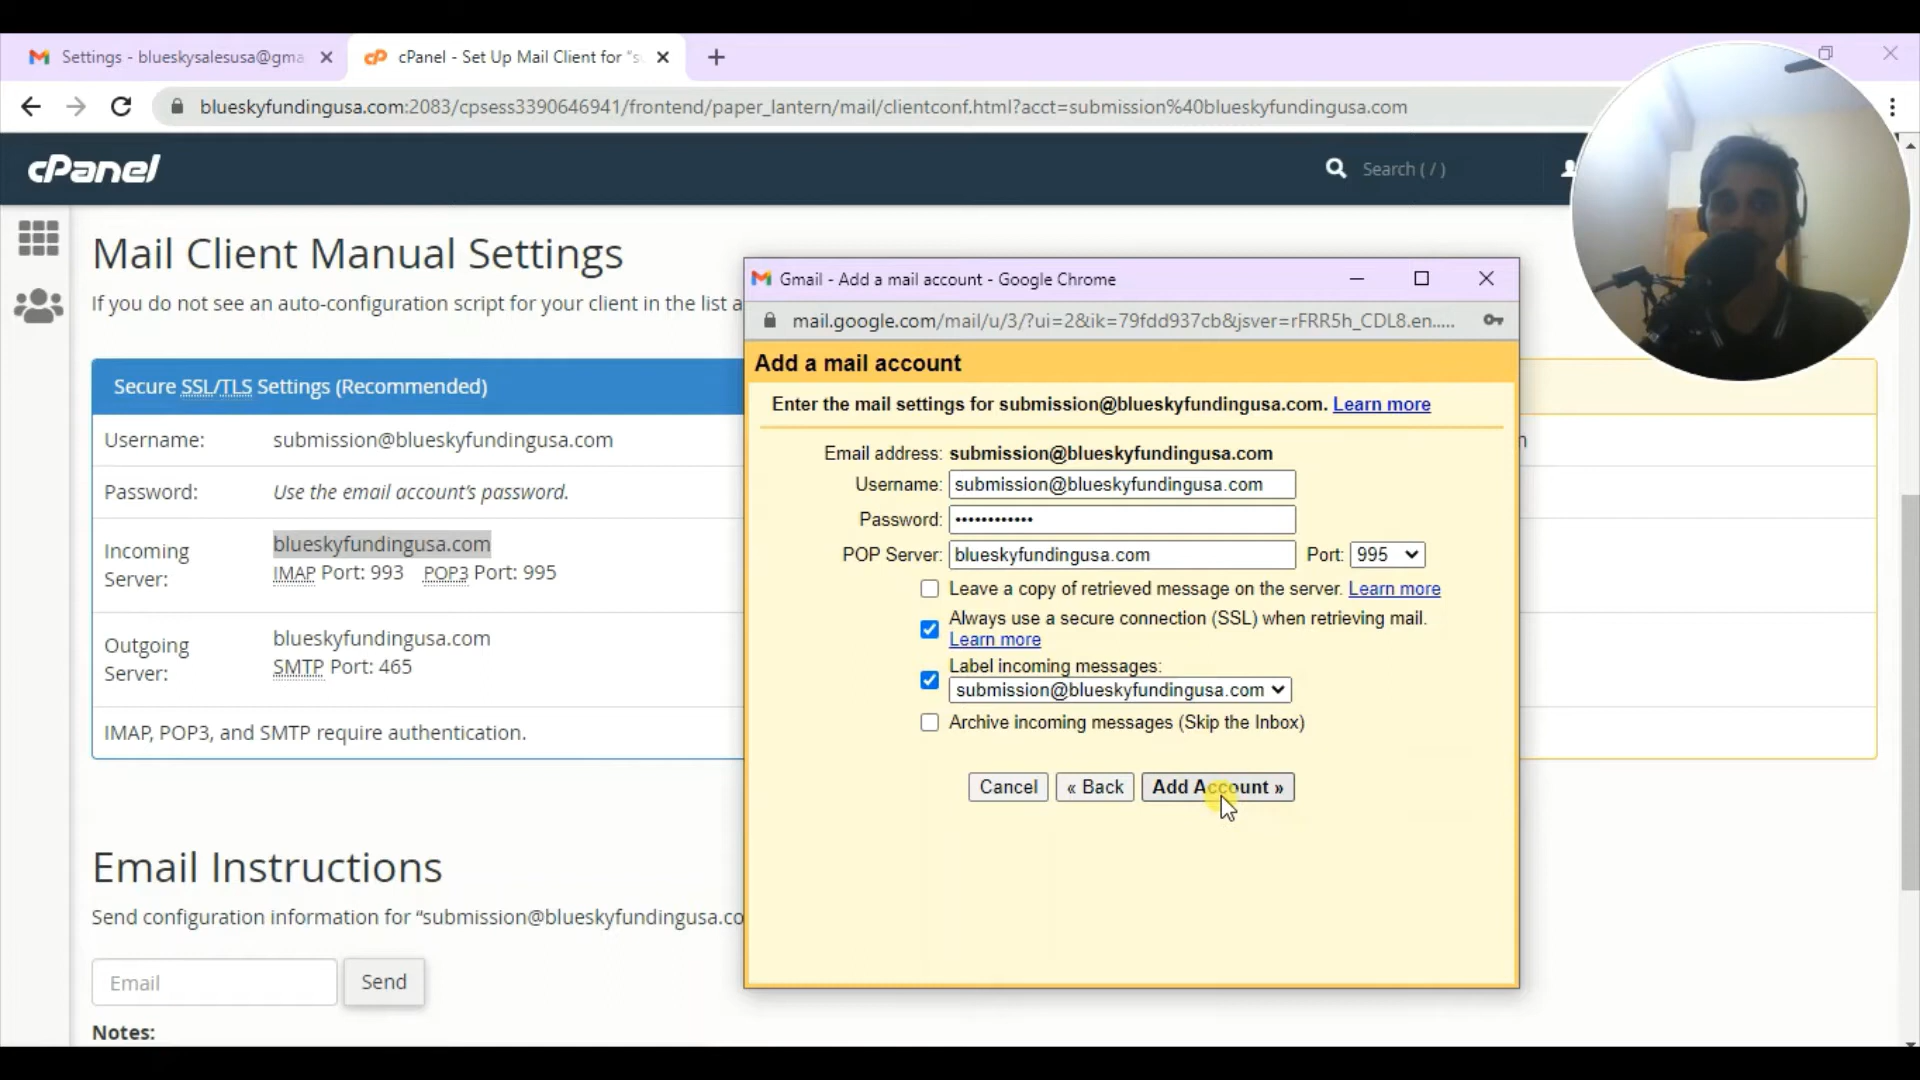 Settings - blueskysalesusa@gma
cPanel - Set Up Mail Client for "s
blueskyfundingusa.com:2083/cpsess3390646941/frontend/paper_lantern/mail/clientconf.html?acct=submission%40blueskyfundingusa.com
cPanel
Search ( / )
Mail Client Manual Settings
If you do not see an auto-configuration script for your client in the list a
Secure SSL/TLS Settings (Recommended)
Username: submission@blueskyfundingusa.com
Password: Use the email account's password.
Incoming Server: blueskyfundingusa.com
IMAP Port: 993 POP3 Port: 995
Outgoing Server: blueskyfundingusa.com
SMTP Port: 465
IMAP, POP3, and SMTP require authentication.
Email Instructions
Send configuration information for “submission@blueskyfundingusa.co
Email
Send
Notes:
Gmail - Add a mail account - Google Chrome
mail.google.com/mail/u/3/?ui=2&ik=79fdd937cb&jsver=rFRR5h_CDL8.en.....
Add a mail account
Enter the mail settings for submission@blueskyfundingusa.com. Learn more
Email address: submission@blueskyfundingusa.com
Username: submission@blueskyfundingusa.com
Password: ••••••••••••
POP Server: blueskyfundingusa.com Port: 995
Leave a copy of retrieved message on the server. Learn more
Always use a secure connection (SSL) when retrieving mail.
Learn more
Label incoming messages:
submission@blueskyfundingusa.com
Archive incoming messages (Skip the Inbox)
Cancel
« Back
Add Account »